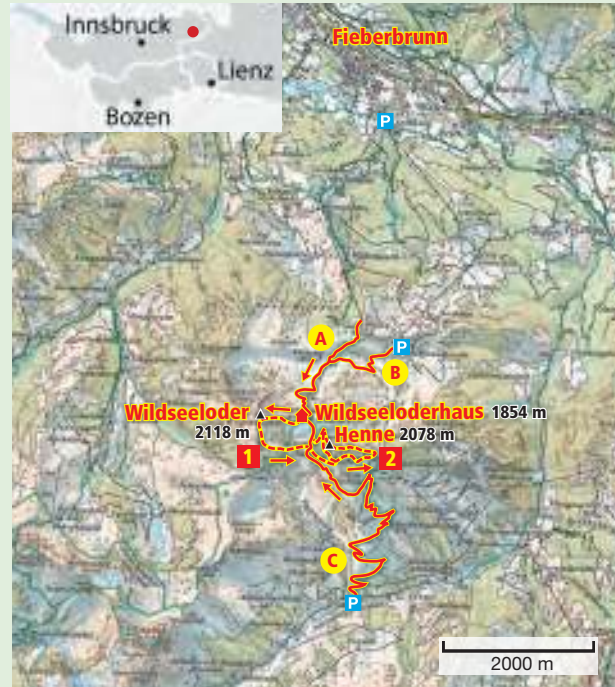 Innsbruck
Lienz
Bozen
Fieberbrunn
P
A
P
B
Wildseeloder
2118 m
Wildseeloderhaus 1854 m
Henne 2078 m
1
2
C
P
2000 m